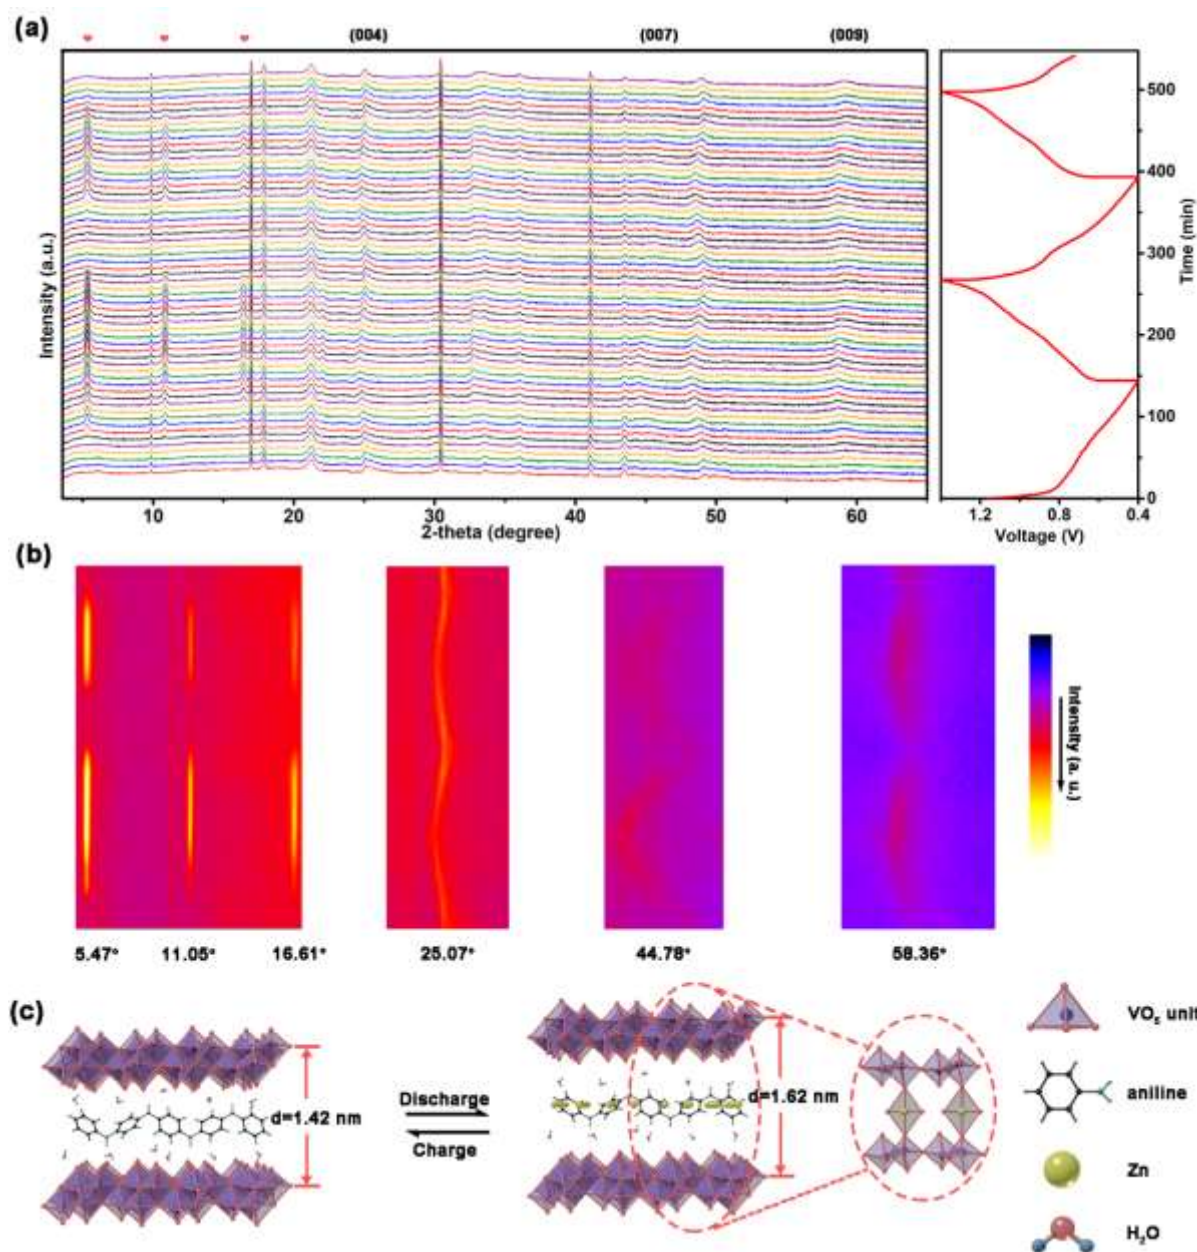 (a)
(004) (007) (009)
Intensity (a.u.)
10 20 30 40 50 60
2-theta (degree)
500
400
300
200
100
0
Time (min)
1.2 0.8 0.4
Voltage (V)
(b)
Intensity (a. u.)
5.47° 11.05° 16.61° 25.07° 44.78° 58.36°
(c)
d=1.42 nm
Discharge
Charge
d=1.62 nm
VO₅ unit
aniline
Zn
H₂O